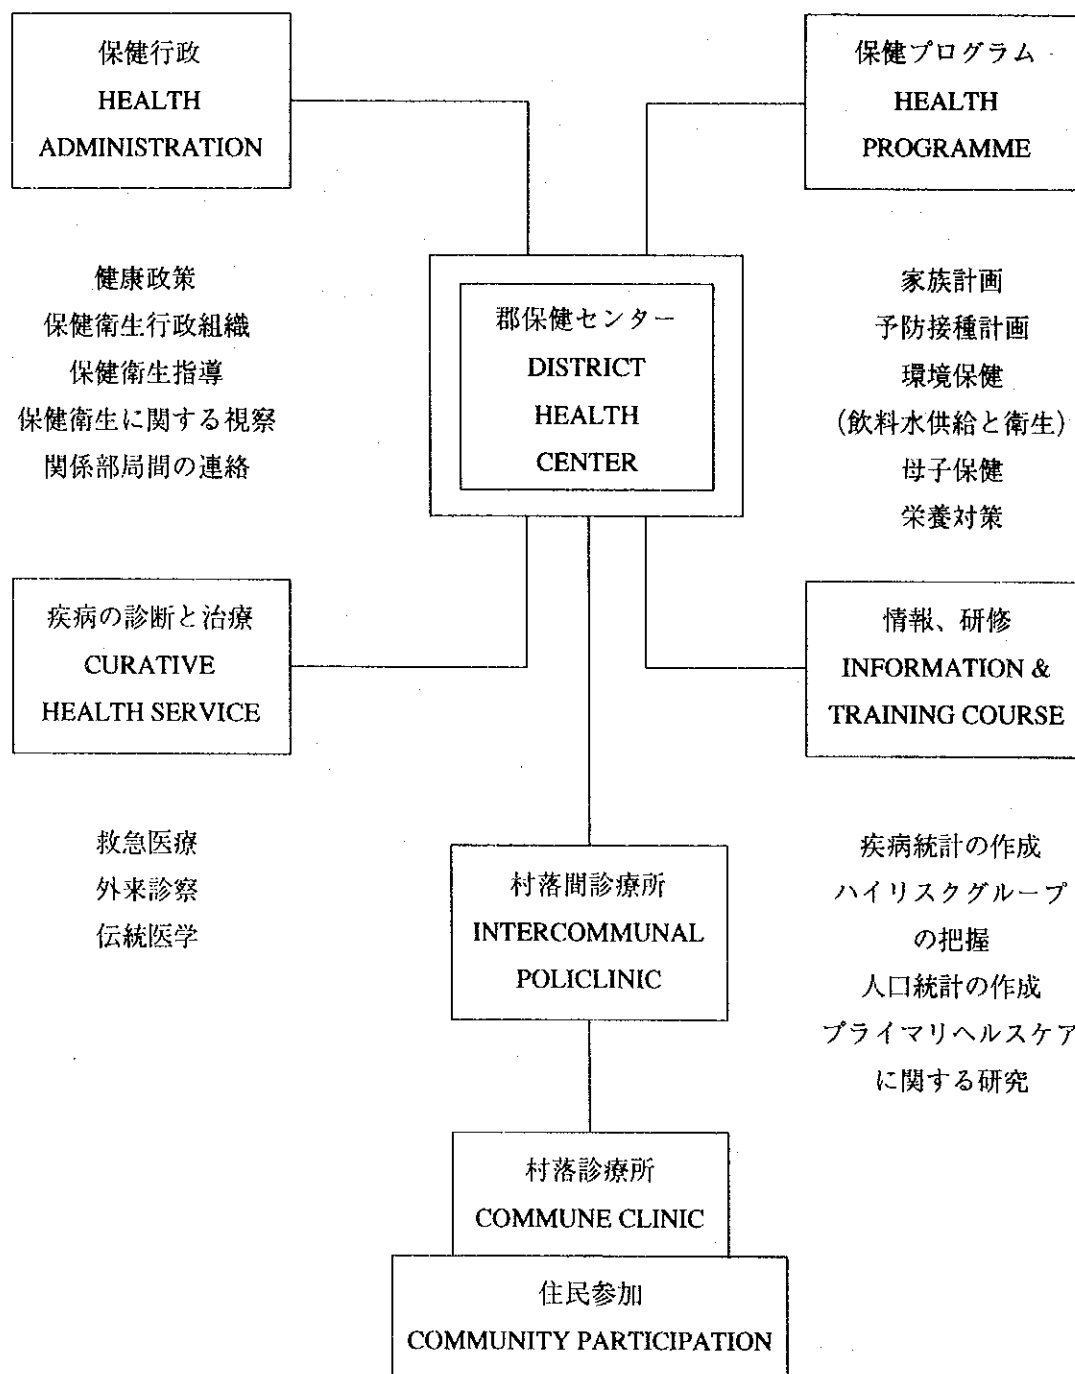 保健行政
HEALTH
ADMINISTRATION
保健プログラム
HEALTH
PROGRAMME
健康政策
保健衛生行政組織
保健衛生指導
保健衛生に関する視察
関係部局間の連絡
郡保健センター
DISTRICT
HEALTH
CENTER
家族計画
予防接種計画
環境保健
(飲料水供給と衛生)
母子保健
栄養対策
疾病の診断と治療
CURATIVE
HEALTH SERVICE
情報、研修
INFORMATION &
TRAINING COURSE
救急医療
外来診察
伝統医学
村落間診療所
INTERCOMMUNAL
POLICLINIC
疾病統計の作成
ハイリスクグループ
の把握
人口統計の作成
プライマリヘルスケア
に関する研究
村落診療所
COMMUNE CLINIC
住民参加
COMMUNITY PARTICIPATION